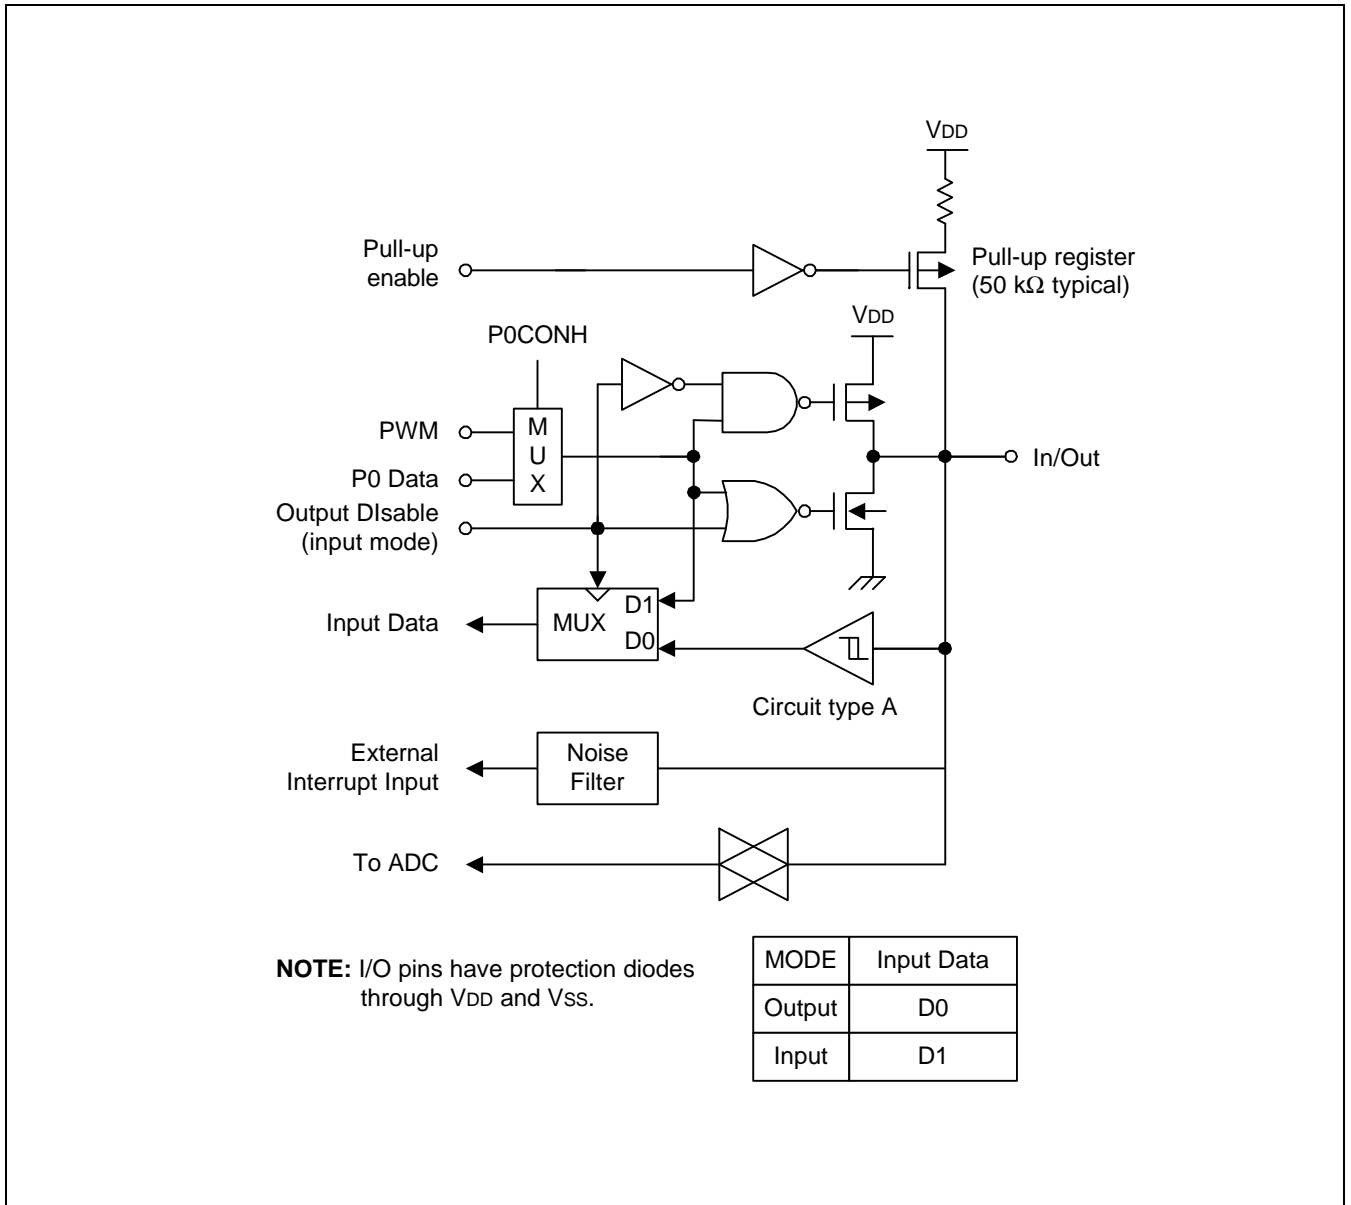 VDD
Pull-up
enable
Pull-up register
(50 kΩ typical)
VDD
P0CONH
PWM
P0 Data
M
U
X
In/Out
Output DIsable
(input mode)
Input Data
MUX
D1
D0
Circuit type A
External
Interrupt Input
Noise
Filter
To ADC
NOTE: I/O pins have protection diodes
through VDD and VSS.
MODE Input Data
Output D0
Input D1